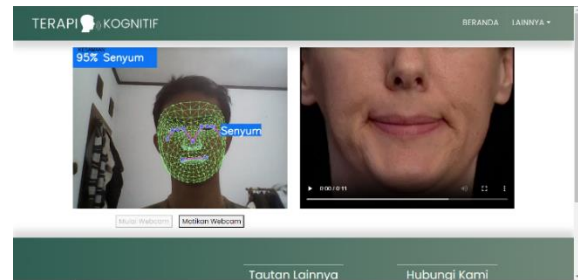 TERAPI KOGNITIF
BERANDA LAINNYA
95% Senyum
Senyum
0:00 / 0:11
Mulai Webcam Matikan Webcam
Tautan Lainnya Hubungi Kami